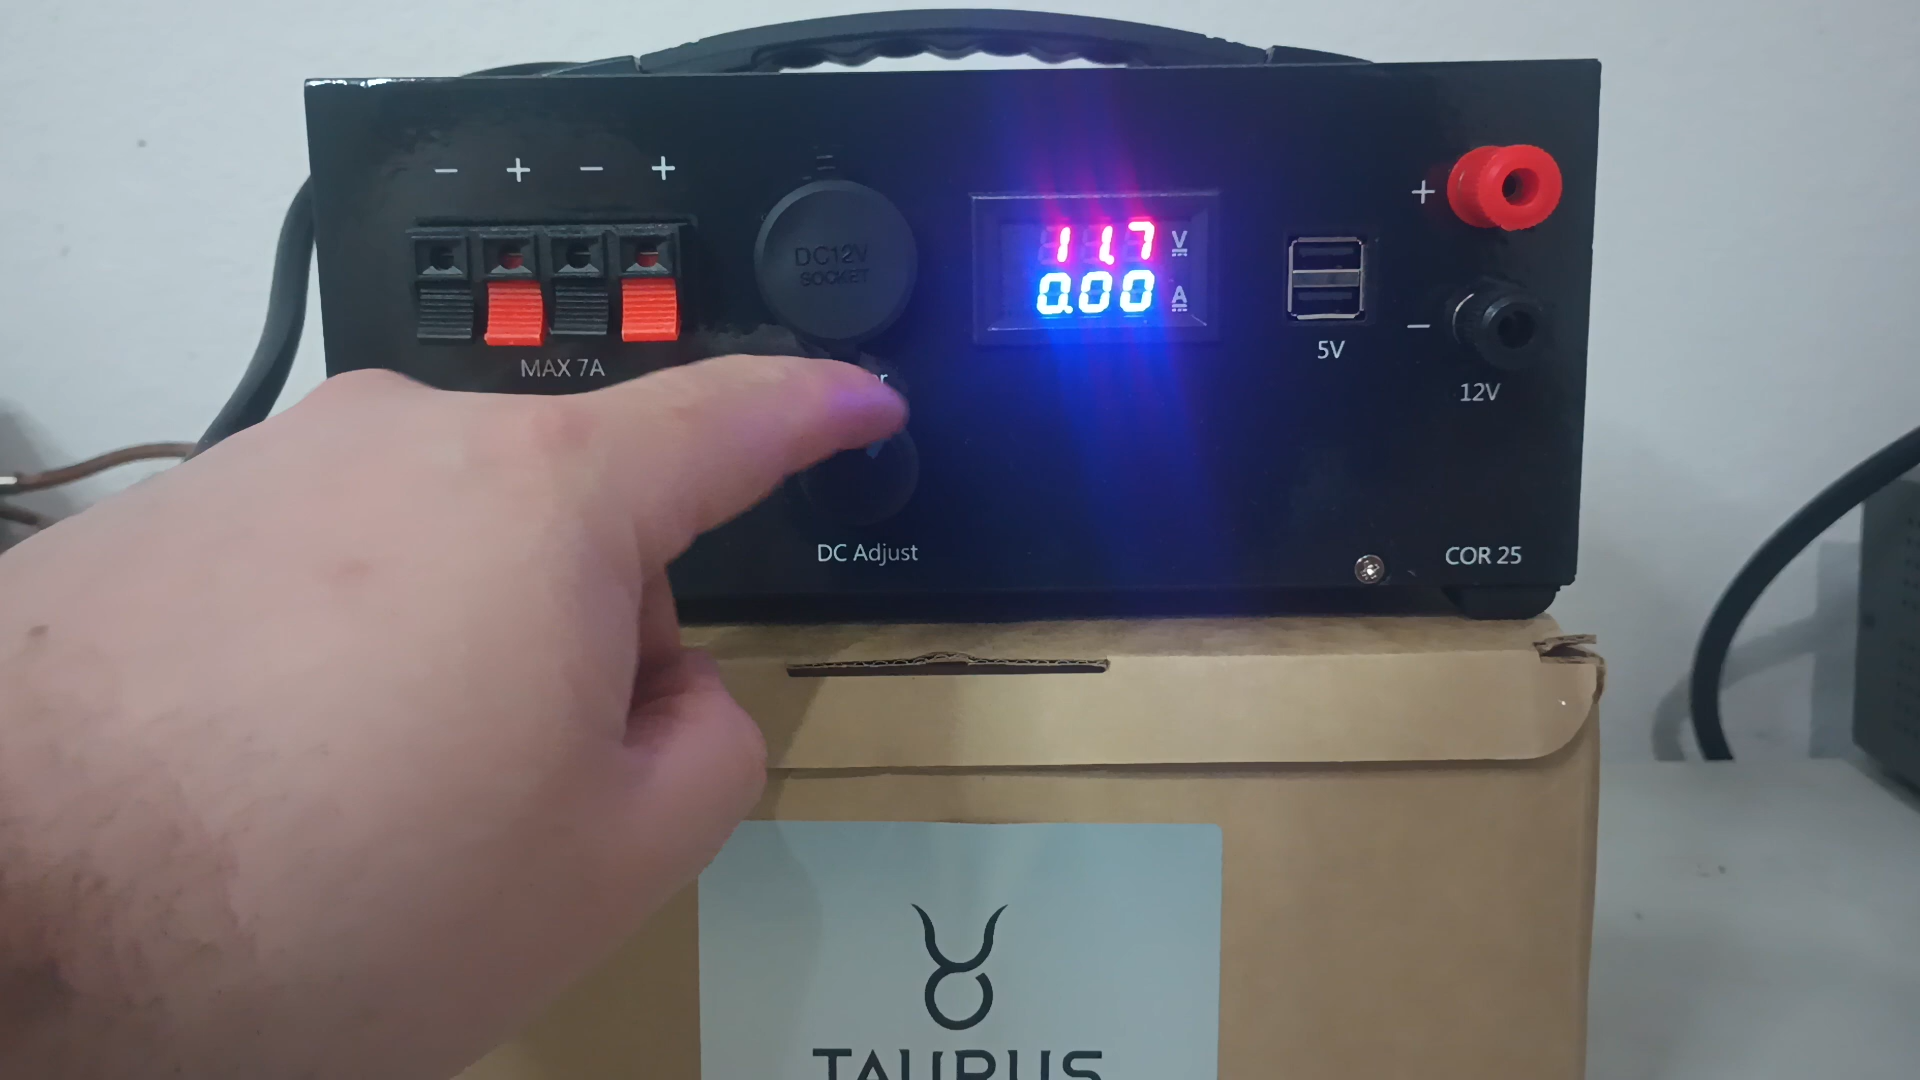 − + − +
MAX 7A
DC12V
SOCKET
11.7 V
0.00 A
5V
+
−
12V
DC Adjust
COR 25
TAURUS